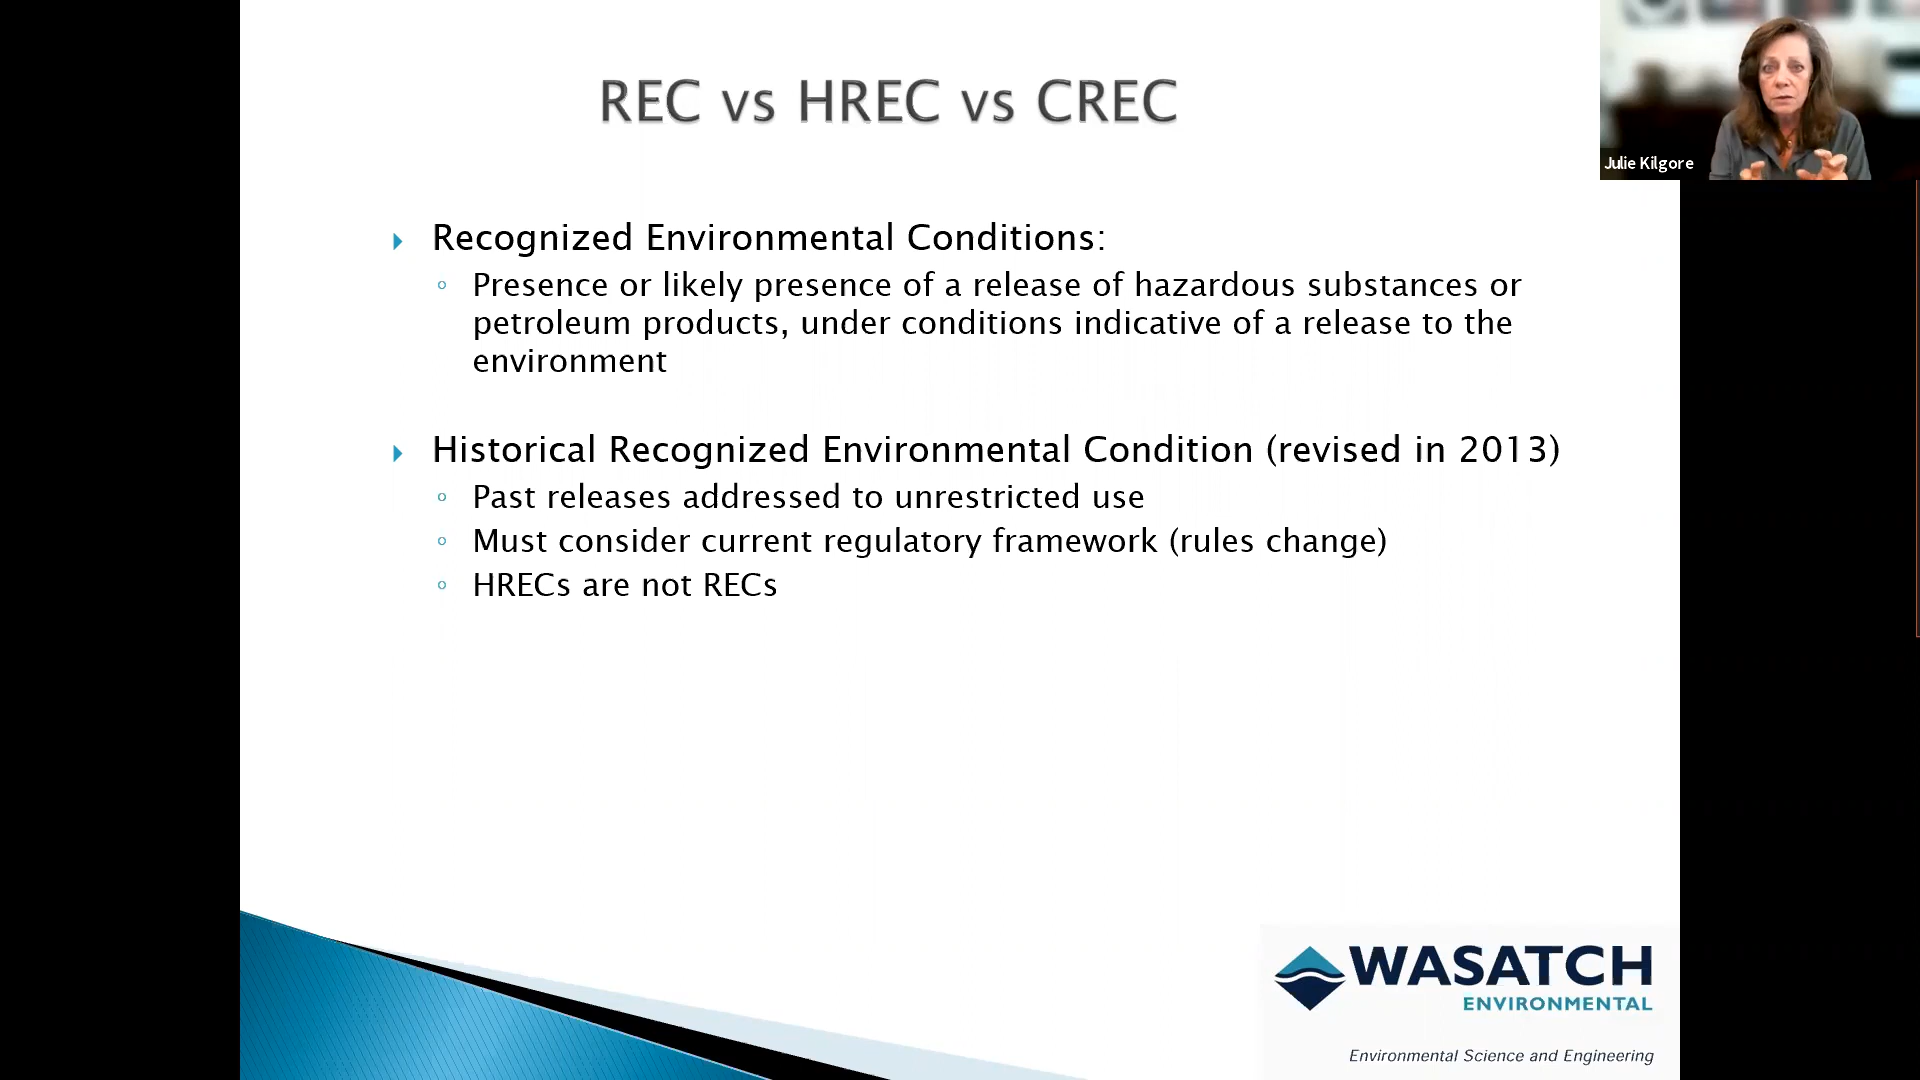 REC vs HREC vs CREC
Julie Kilgore
Recognized Environmental Conditions:
Presence or likely presence of a release of hazardous substances or
petroleum products, under conditions indicative of a release to the
environment
Historical Recognized Environmental Condition (revised in 2013)
Past releases addressed to unrestricted use
Must consider current regulatory framework (rules change)
HRECs are not RECs
WASATCH
ENVIRONMENTAL
Environmental Science and Engineering